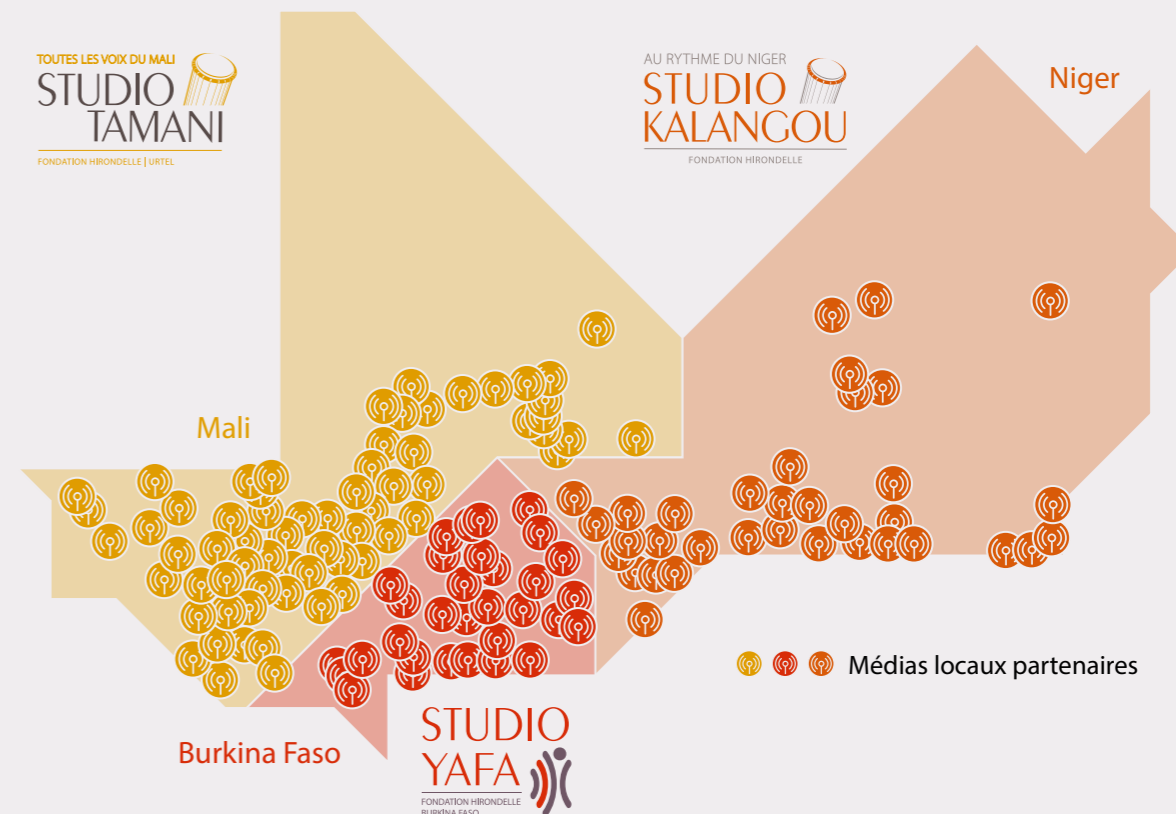 TOUTES LES VOIX DU MALI
STUDIO
TAMANI
FONDATION HIRONDELLE | URTEL
AU RYTHME DU NIGER
STUDIO
KALANGOU
FONDATION HIRONDELLE
Niger
Mali
Médias locaux partenaires
Burkina Faso
STUDIO
YAFA
FONDATION HIRONDELLE
BURKINA FASO